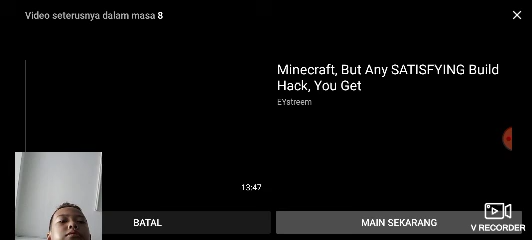 Video seterusnya dalam masa 8
Minecraft, But Any SATISFYING Build
Hack, You Get
EYstreem
13:47
BATAL
MAIN SEKARANG
V RECORDER